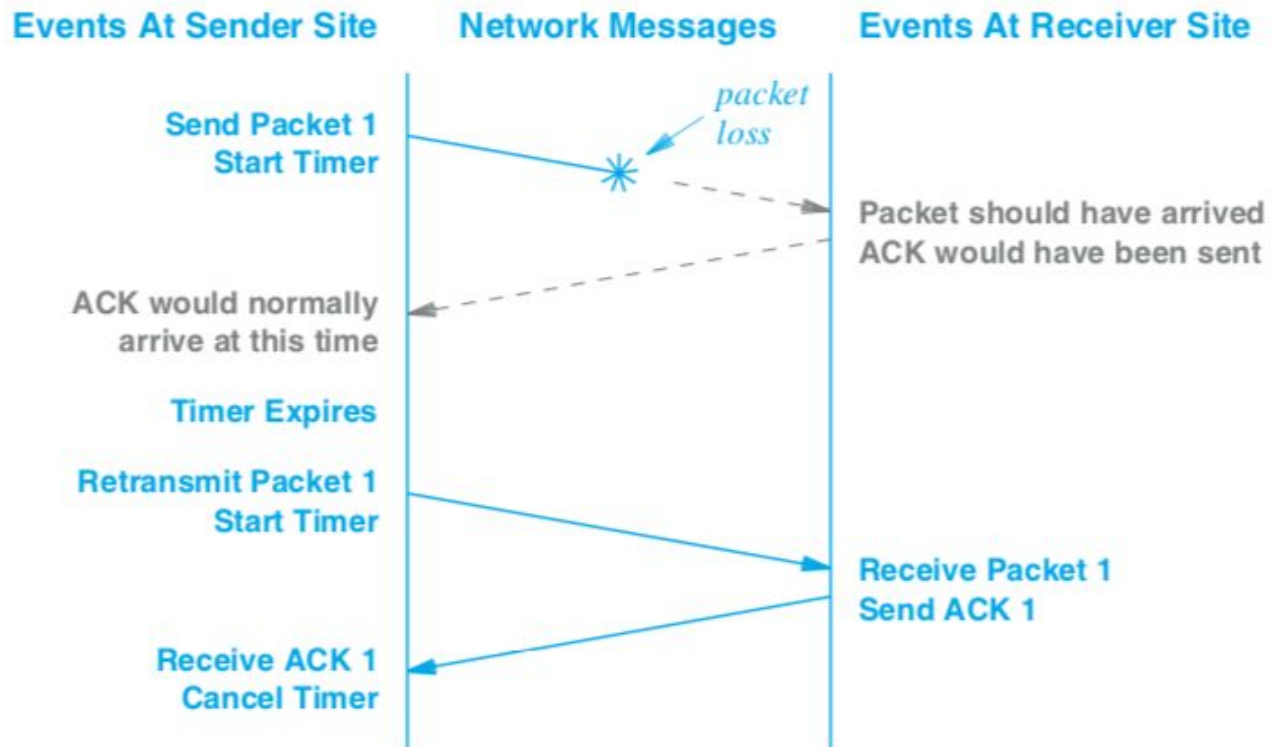 Events At Sender Site
Network Messages
Events At Receiver Site
packet
loss
Send Packet 1
Start Timer
Packet should have arrived
ACK would have been sent
ACK would normally
arrive at this time
Timer Expires
Retransmit Packet 1
Start Timer
Receive Packet 1
Send ACK 1
Receive ACK 1
Cancel Timer